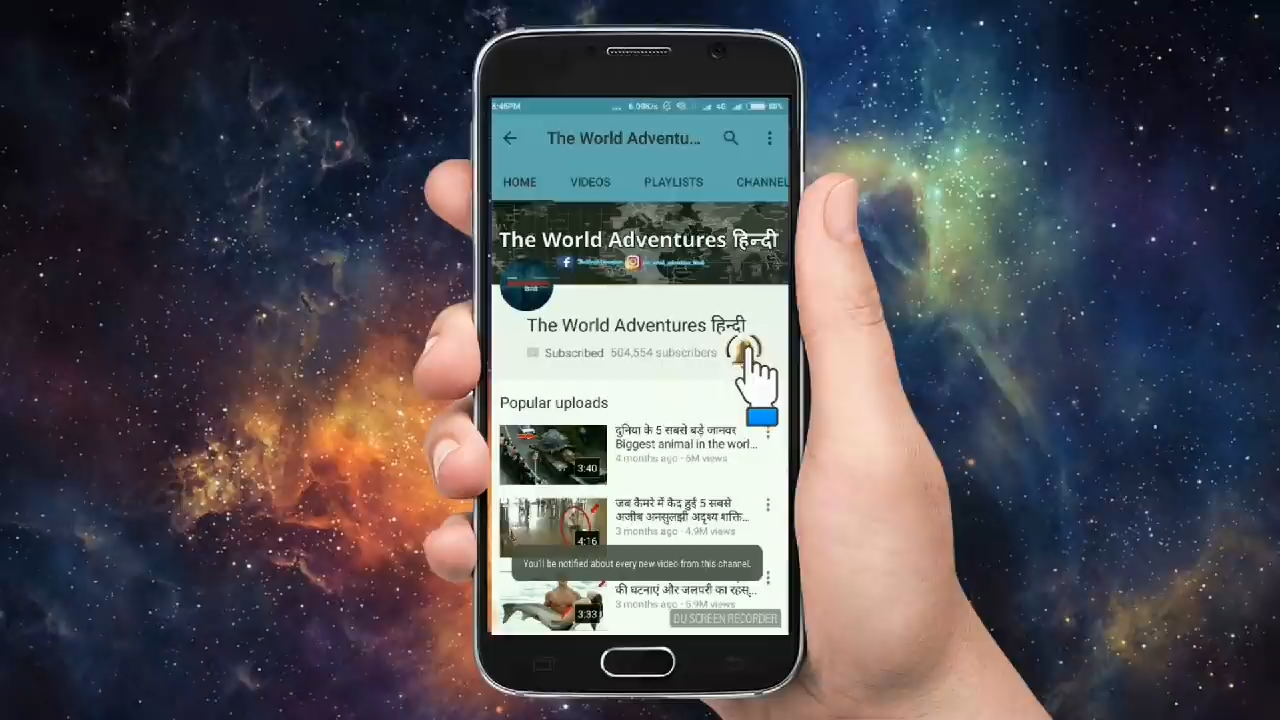 :46PM
4G
The World Adventu...
HOME VIDEOS PLAYLISTS CHANNEL
The World Adventures हिन्दी
The World Adventures हिन्दी
Subscribed 504,554 subscribers
Popular uploads
दुनिया के 5 सबसे बड़े जानवर
Biggest animal in the worl...
4 months ago · 6M views
3:40
जब कैमरे में कैद हुई 5 सबसे
अजीब अनसुलझी अदृश्य शक्ति...
3 months ago · 4.9M views
4:16
You'll be notified about every new video from this channel.
की घटनाएं और जलपरी का रहस्...
3 months ago · 6.9M views
3:33
DU SCREEN RECORDER